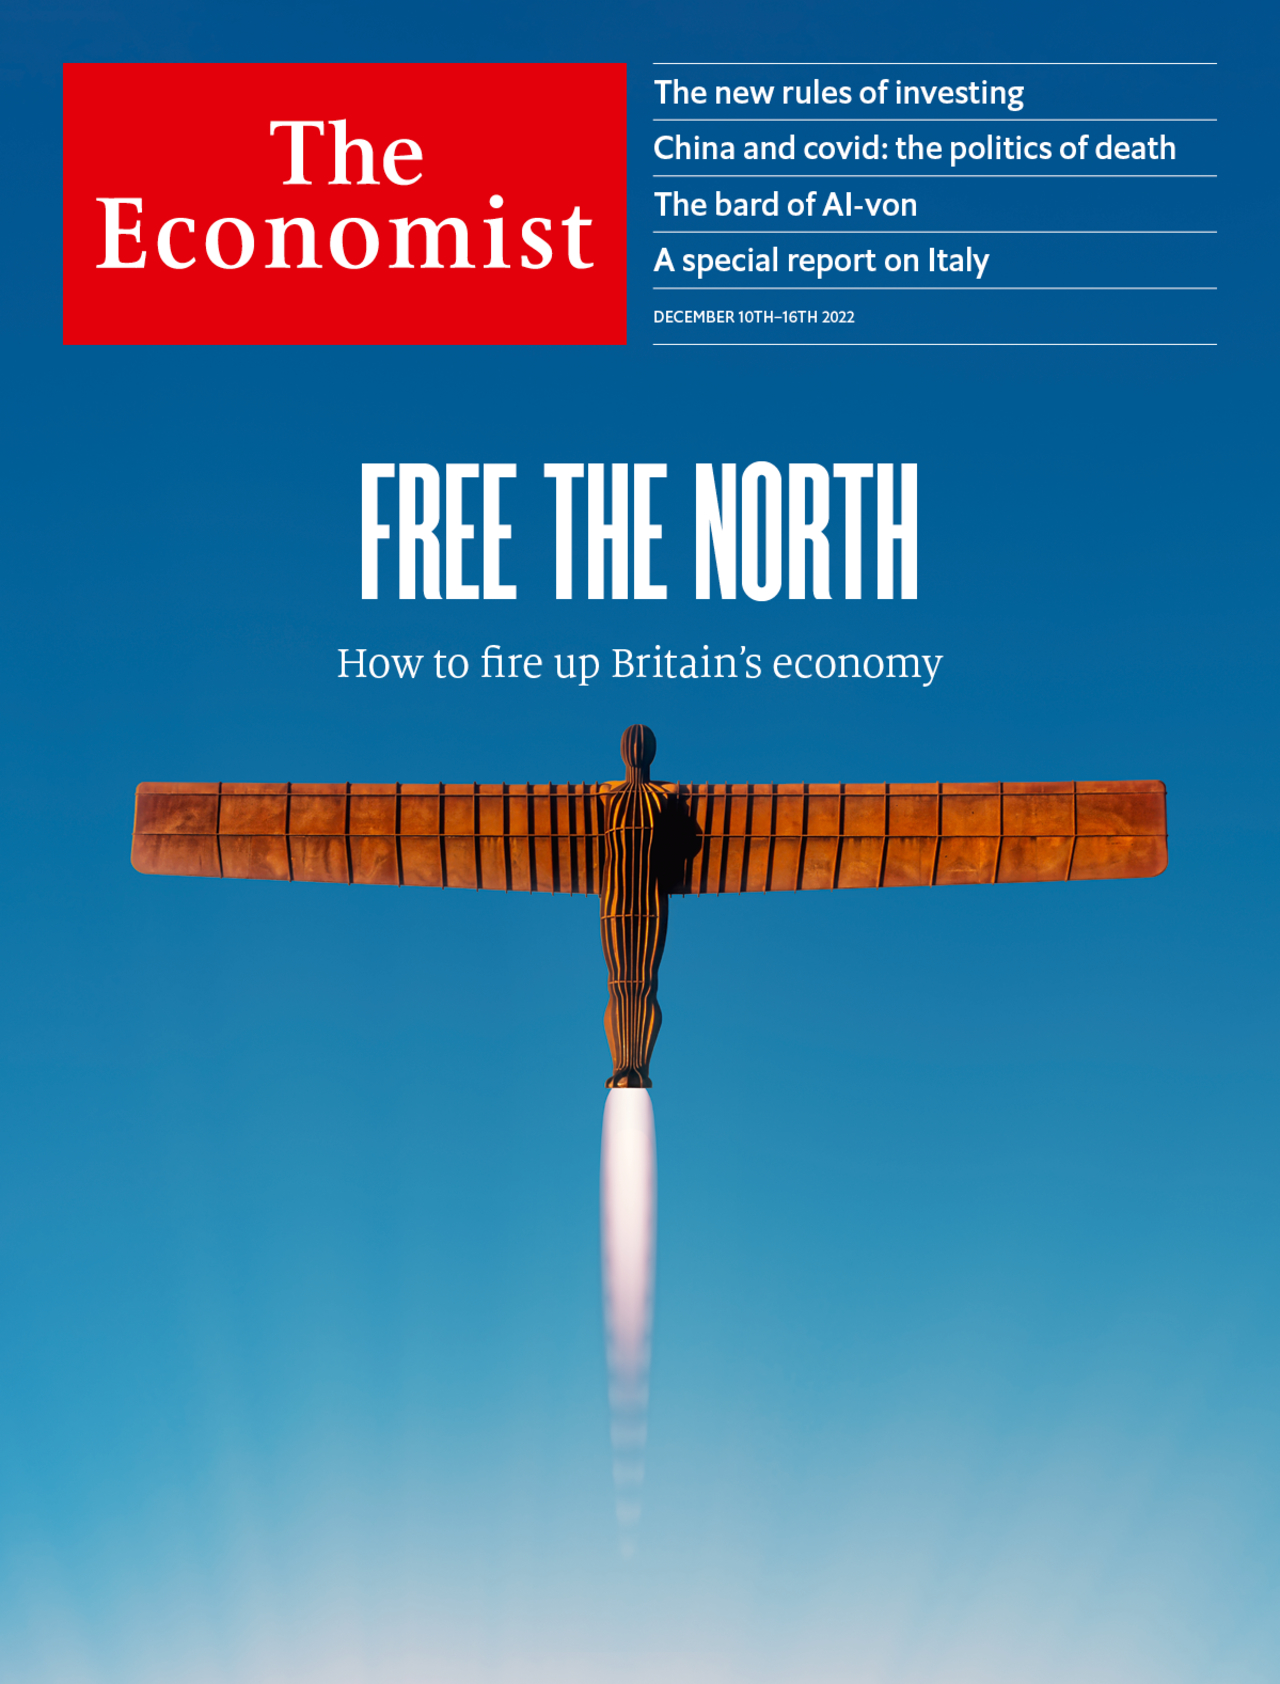 The
Economist
The new rules of investing
China and covid: the politics of death
The bard of AI-von
A special report on Italy
DECEMBER 10TH–16TH 2022
FREE THE NORTH
How to fire up Britain’s economy